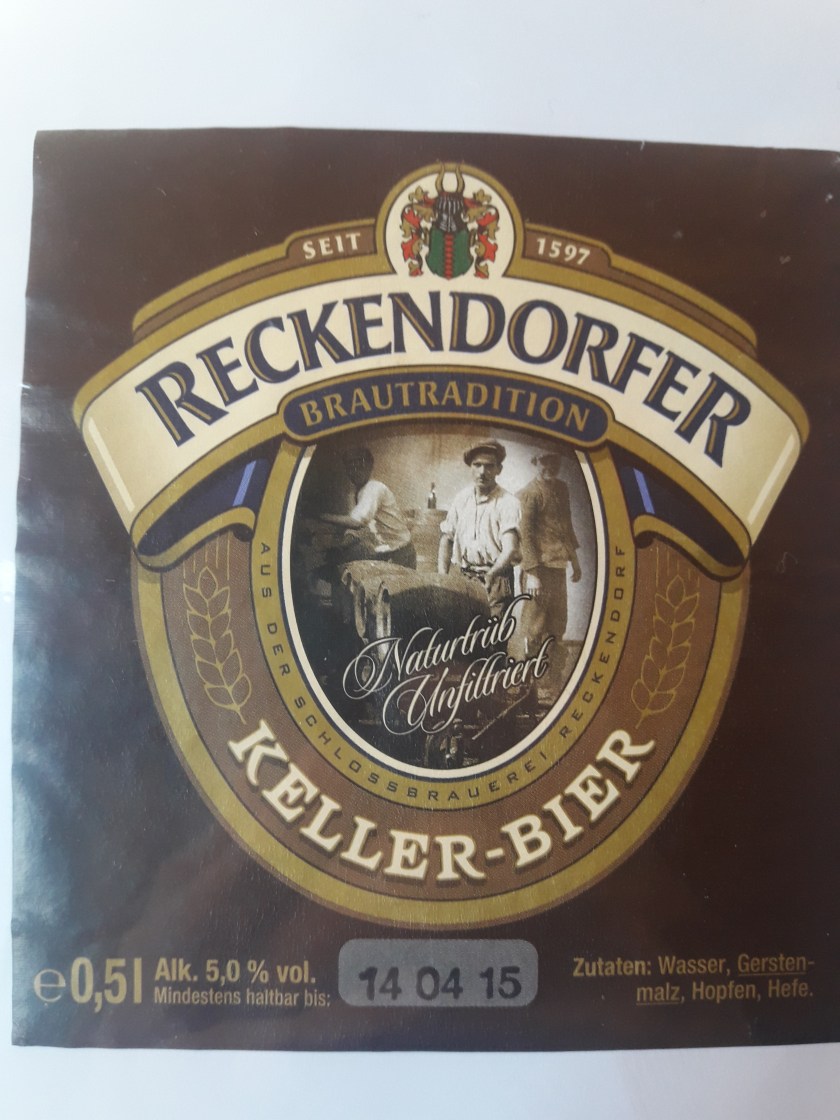 SEIT 1597
RECKENDORFER
BRAUTRADITION
AUS DER SCHLOSSBRAUEREI RECKENDORF
Naturtrüb
Unfiltriert
KELLER-BIER
℮0,5l
Alk. 5,0 % vol.
Mindestens haltbar bis:
14 04 15
Zutaten: Wasser, Gersten-
malz, Hopfen, Hefe.